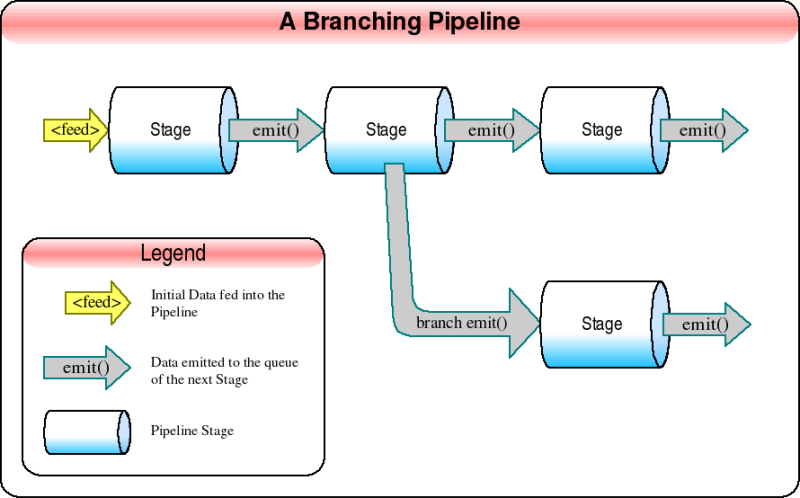 A Branching Pipeline
<feed> Stage emit() Stage emit() Stage emit()
branch emit() Stage emit()
Legend
<feed> Initial Data fed into the
Pipeline
emit() Data emitted to the queue
of the next Stage
Pipeline Stage